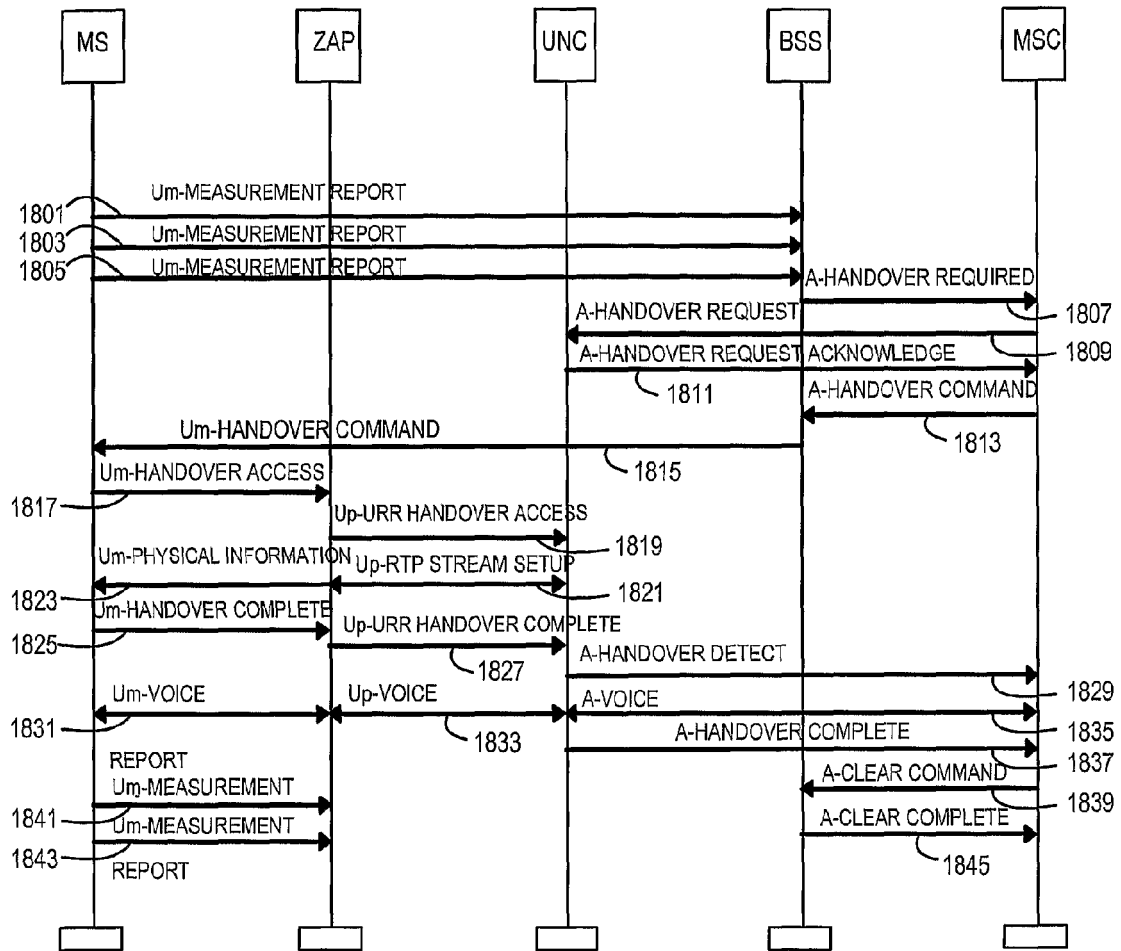 MS ZAP UNC BSS MSC
Um-MEASUREMENT REPORT
1801
Um-MEASUREMENT REPORT
1803
Um-MEASUREMENT REPORT
1805
A-HANDOVER REQUIRED
1807
A-HANDOVER REQUEST
1809
A-HANDOVER REQUEST ACKNOWLEDGE
1811
A-HANDOVER COMMAND
1813
Um-HANDOVER COMMAND
1815
Um-HANDOVER ACCESS
1817
Up-URR HANDOVER ACCESS
1819
Um-PHYSICAL INFORMATION
1823
Up-RTP STREAM SETUP
1821
Um-HANDOVER COMPLETE
1825
Up-URR HANDOVER COMPLETE
1827
A-HANDOVER DETECT
1829
Um-VOICE
1831
Up-VOICE
1833
A-VOICE
1835
A-HANDOVER COMPLETE
1837
A-CLEAR COMMAND
1839
REPORT
Um-MEASUREMENT
1841
Um-MEASUREMENT
1843
REPORT
A-CLEAR COMPLETE
1845